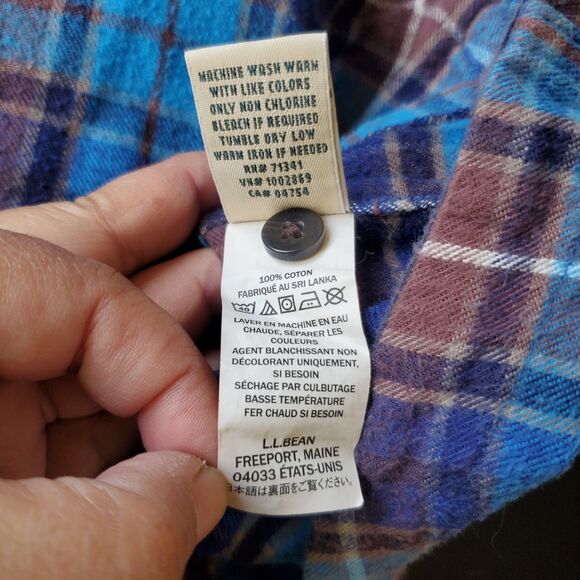 MACHINE WASH WARM
WITH LIKE COLORS
ONLY NON CHLORINE
BLEACH IF REQUIRED
TUMBLE DRY LOW
WARM IRON IF NEEDED
RN# 71341
VN# 1002869
CA# 04754
100% COTON
FABRIQUÉ AU SRI LANKA
40
LAVER EN MACHINE EN EAU
CHAUDE, SÉPARER LES
COULEURS
AGENT BLANCHISSANT NON
DÉCOLORANT UNIQUEMENT,
SI BESOIN
SÉCHAGE PAR CULBUTAGE
BASSE TEMPÉRATURE
FER CHAUD SI BESOIN
L.L.BEAN
FREEPORT, MAINE
04033 ÉTATS-UNIS
日本語は裏面をご覧ください